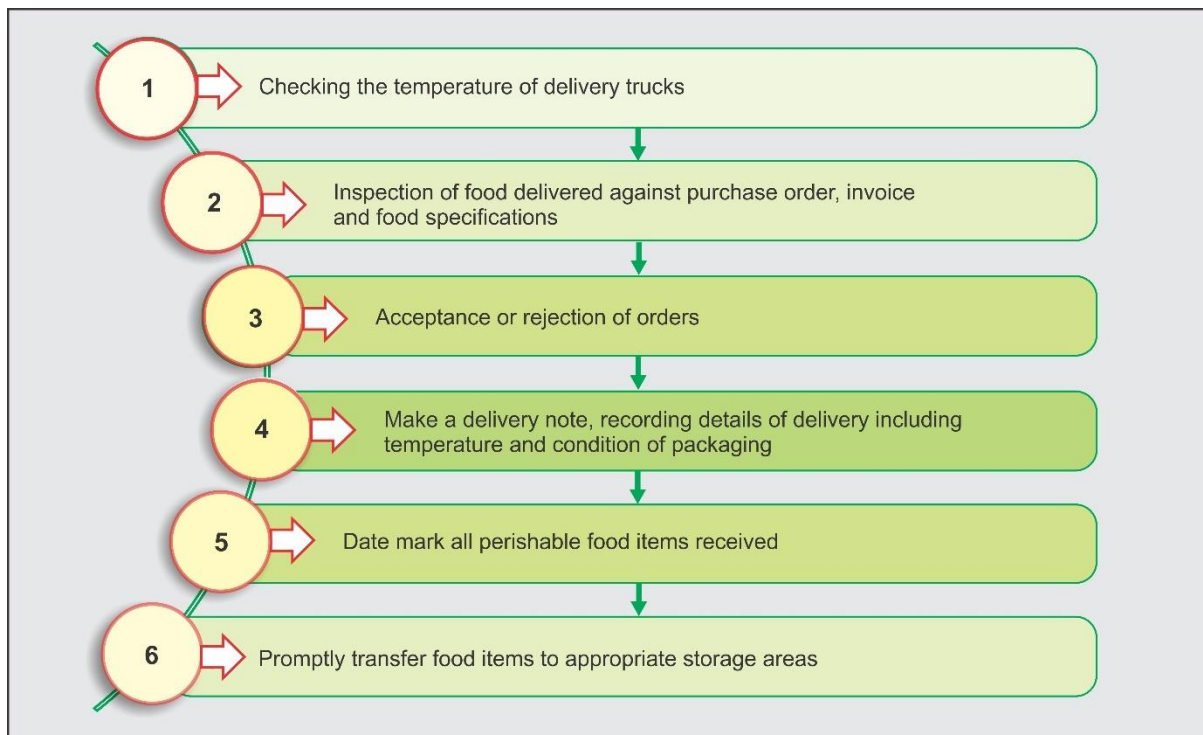 1
Checking the temperature of delivery trucks
2
Inspection of food delivered against purchase order, invoice
and food specifications
3
Acceptance or rejection of orders
4
Make a delivery note, recording details of delivery including
temperature and condition of packaging
5
Date mark all perishable food items received
6
Promptly transfer food items to appropriate storage areas